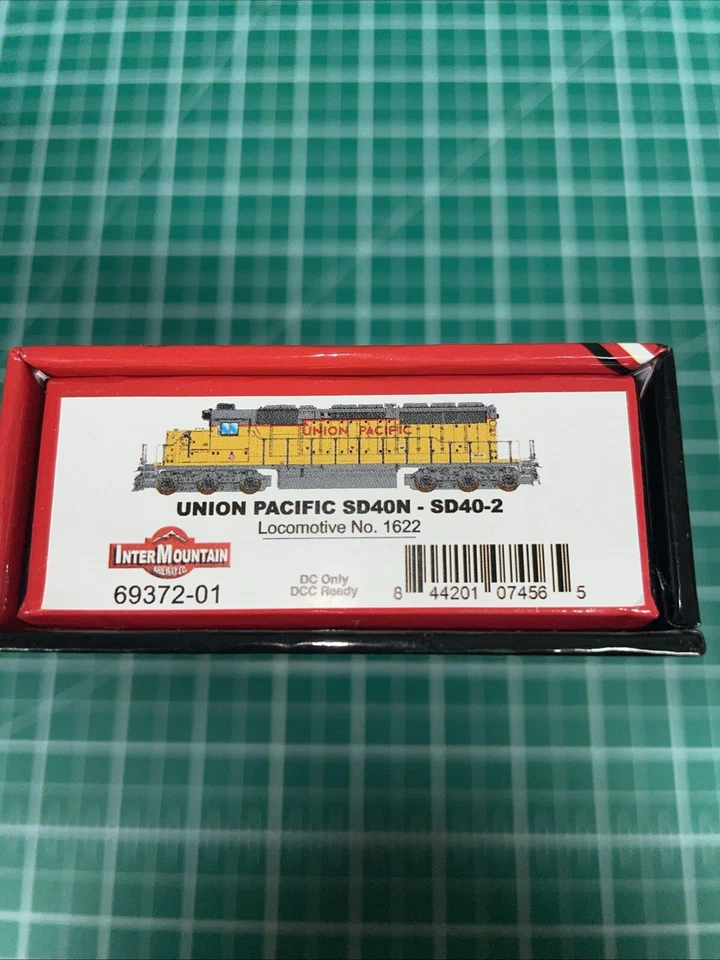 UNION PACIFIC
UNION PACIFIC SD40N - SD40-2
Locomotive No. 1622
INTERMOUNTAIN
RAILWAY CO.
69372-01
DC Only
DCC Ready
8 44201 07456 5